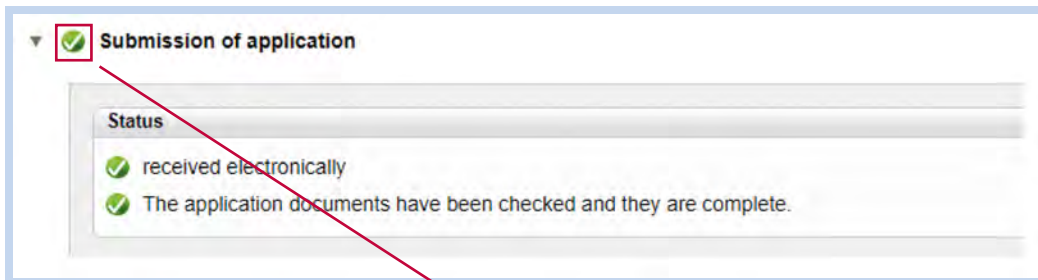 Submission of application
Status
received electronically
The application documents have been checked and they are complete.